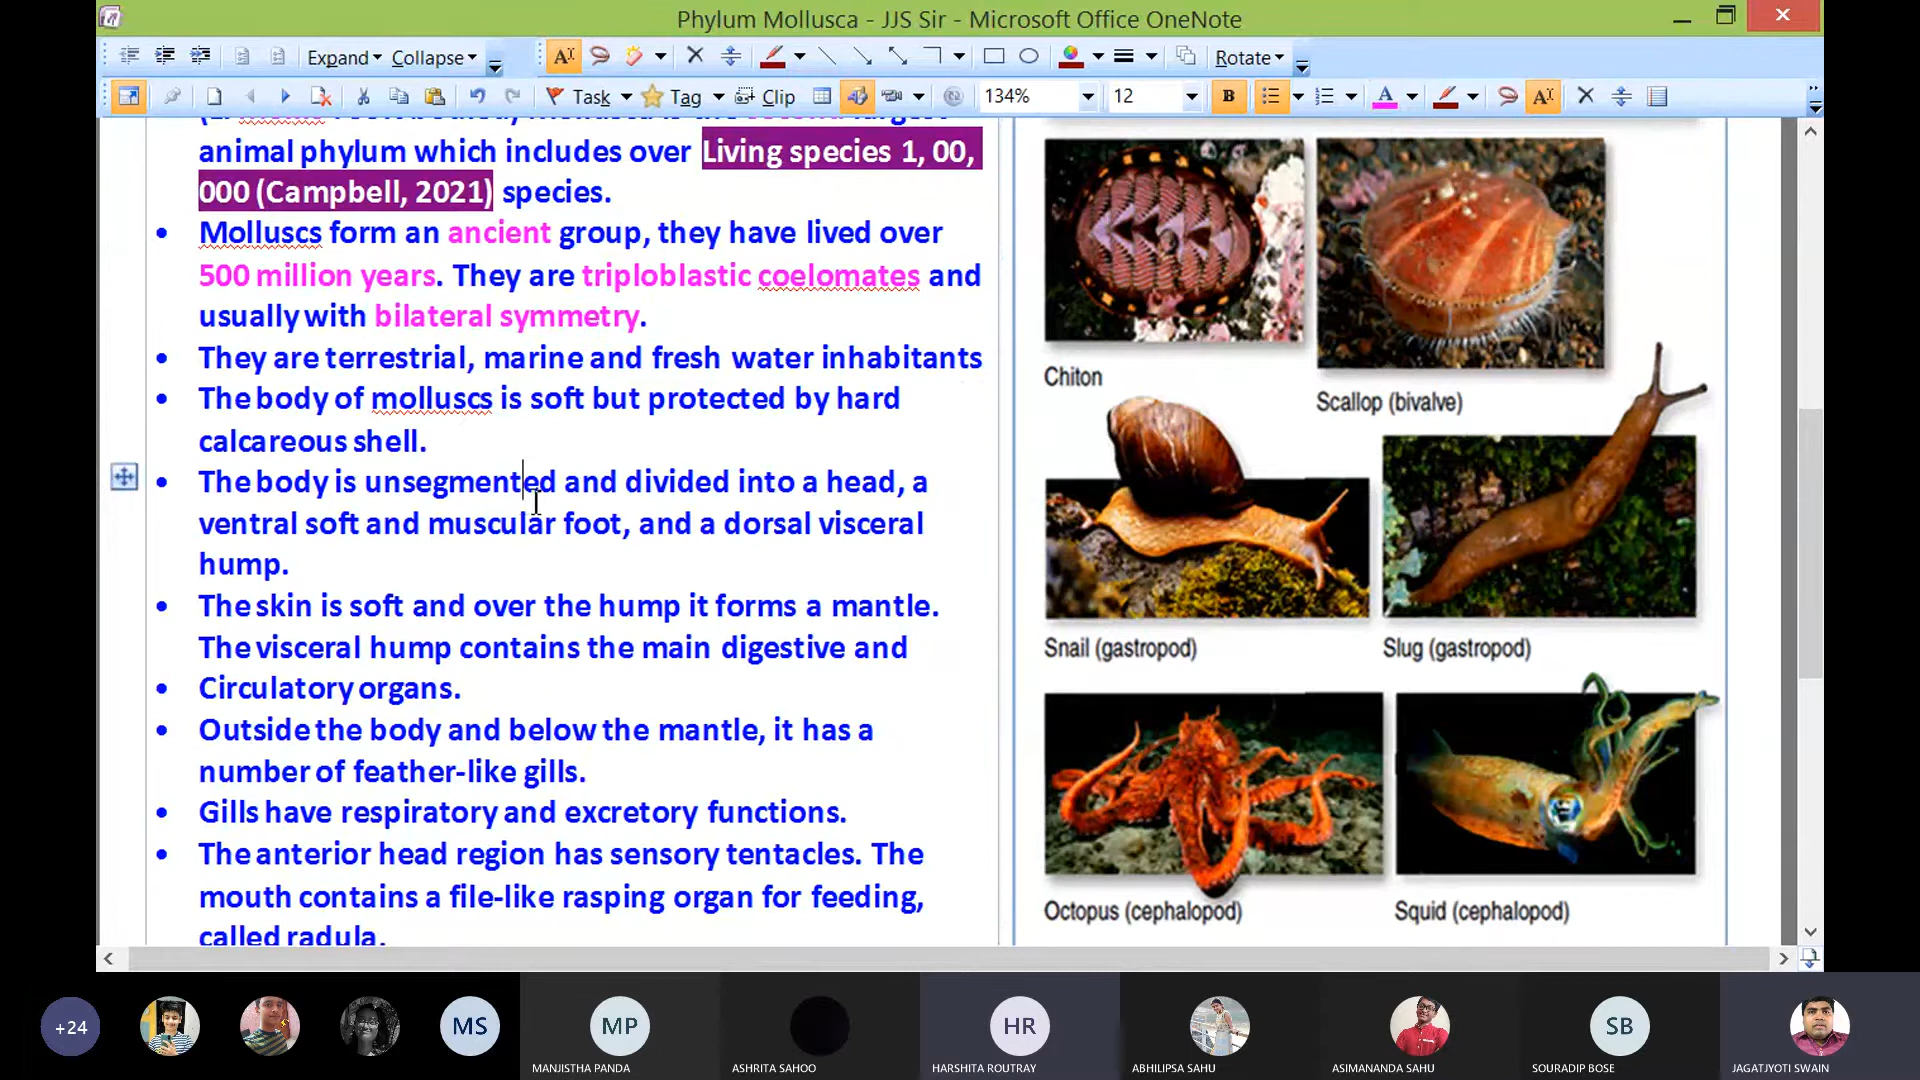 Phylum Mollusca - JJS Sir - Microsoft Office OneNote
Expand Collapse Rotate
Task Tag Clip 134% 12 B A
animal phylum which includes over Living species 1, 00,
000 (Campbell, 2021) species.
• Molluscs form an ancient group, they have lived over
500 million years. They are triploblastic coelomates and
usually with bilateral symmetry.
• They are terrestrial, marine and fresh water inhabitants
• The body of molluscs is soft but protected by hard
calcareous shell.
• The body is unsegmented and divided into a head, a
ventral soft and muscular foot, and a dorsal visceral
hump.
• The skin is soft and over the hump it forms a mantle.
The visceral hump contains the main digestive and
• Circulatory organs.
• Outside the body and below the mantle, it has a
number of feather-like gills.
• Gills have respiratory and excretory functions.
• The anterior head region has sensory tentacles. The
mouth contains a file-like rasping organ for feeding,
called radula.
Chiton
Scallop (bivalve)
Snail (gastropod)
Slug (gastropod)
Octopus (cephalopod)
Squid (cephalopod)
+24
MS
MP
HR
SB
MANJISTHA PANDA
ASHRITA SAHOO
HARSHITA ROUTRAY
ABHILIPSA SAHU
ASIMANANDA SAHU
SOURADIP BOSE
JAGATJYOTI SWAIN